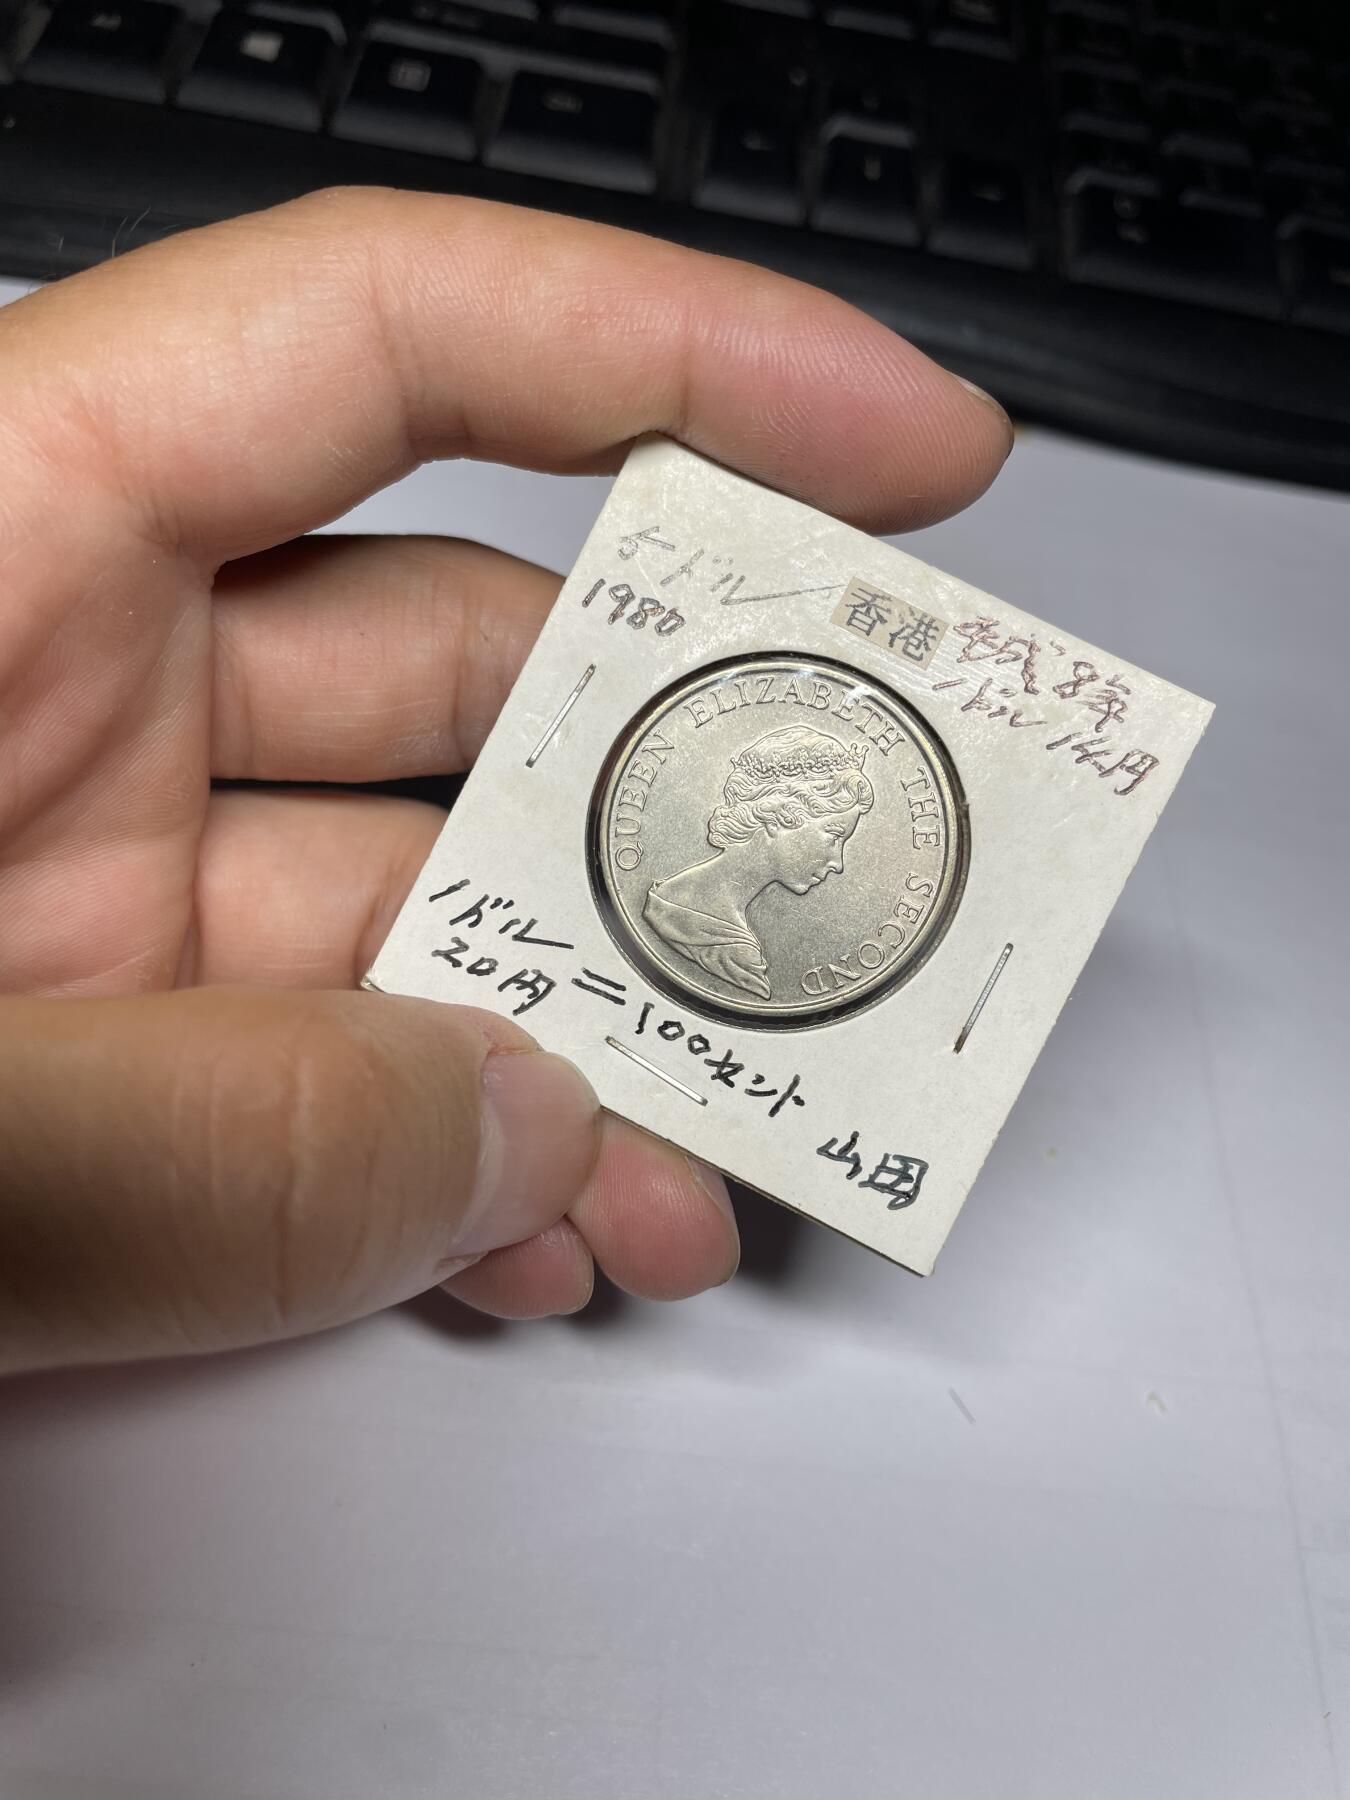 5ドル
1980
香港
平成8年
1ドル 14円
QUEEN ELIZABETH THE SECOND
1ドル = 100セント
20円
山岡